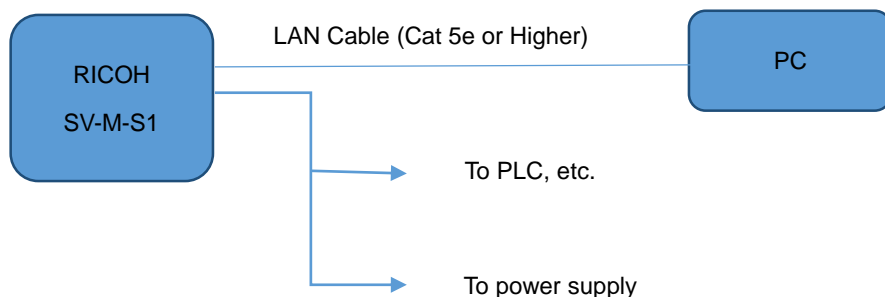 LAN Cable (Cat 5e or Higher)
RICOH
SV-M-S1
PC
To PLC, etc.
To power supply